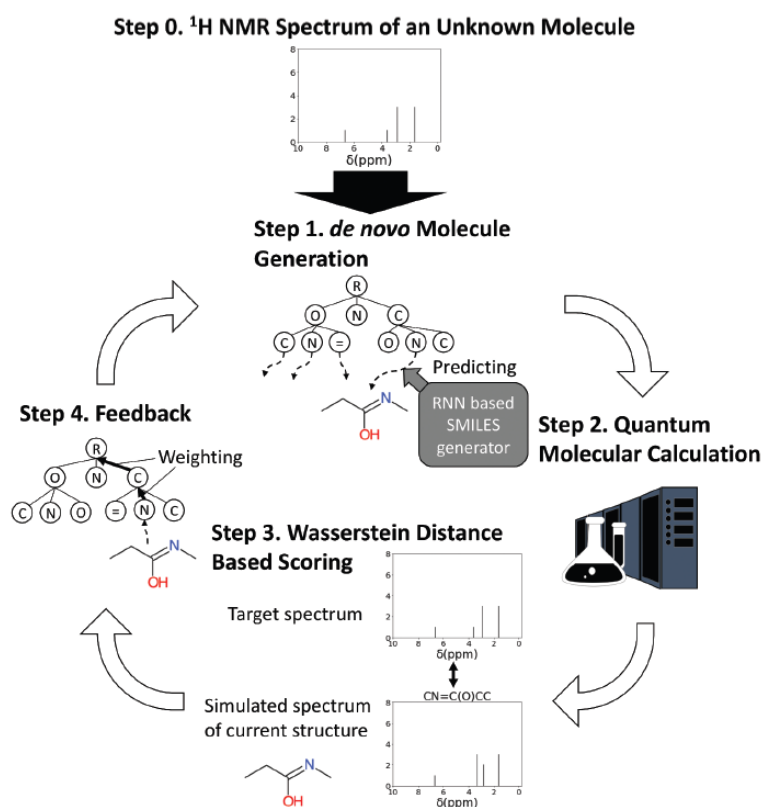 Step 0. ¹H NMR Spectrum of an Unknown Molecule
8
6
4
2
0
10 8 6 4 2 0
δ(ppm)
Step 1. de novo Molecule
Generation
R
O N C
C N = O N C
Predicting
N
OH
RNN based
SMILES
generator
Step 2. Quantum
Molecular Calculation
Step 4. Feedback
R
Weighting
O N C
C N O = N C
N
OH
Step 3. Wasserstein Distance
Based Scoring
Target spectrum
8
6
4
2
0
10 8 6 4 2 0
δ(ppm)
CN=C(O)CC
Simulated spectrum
of current structure
N
OH
8
6
4
2
0
10 8 6 4 2 0
δ(ppm)